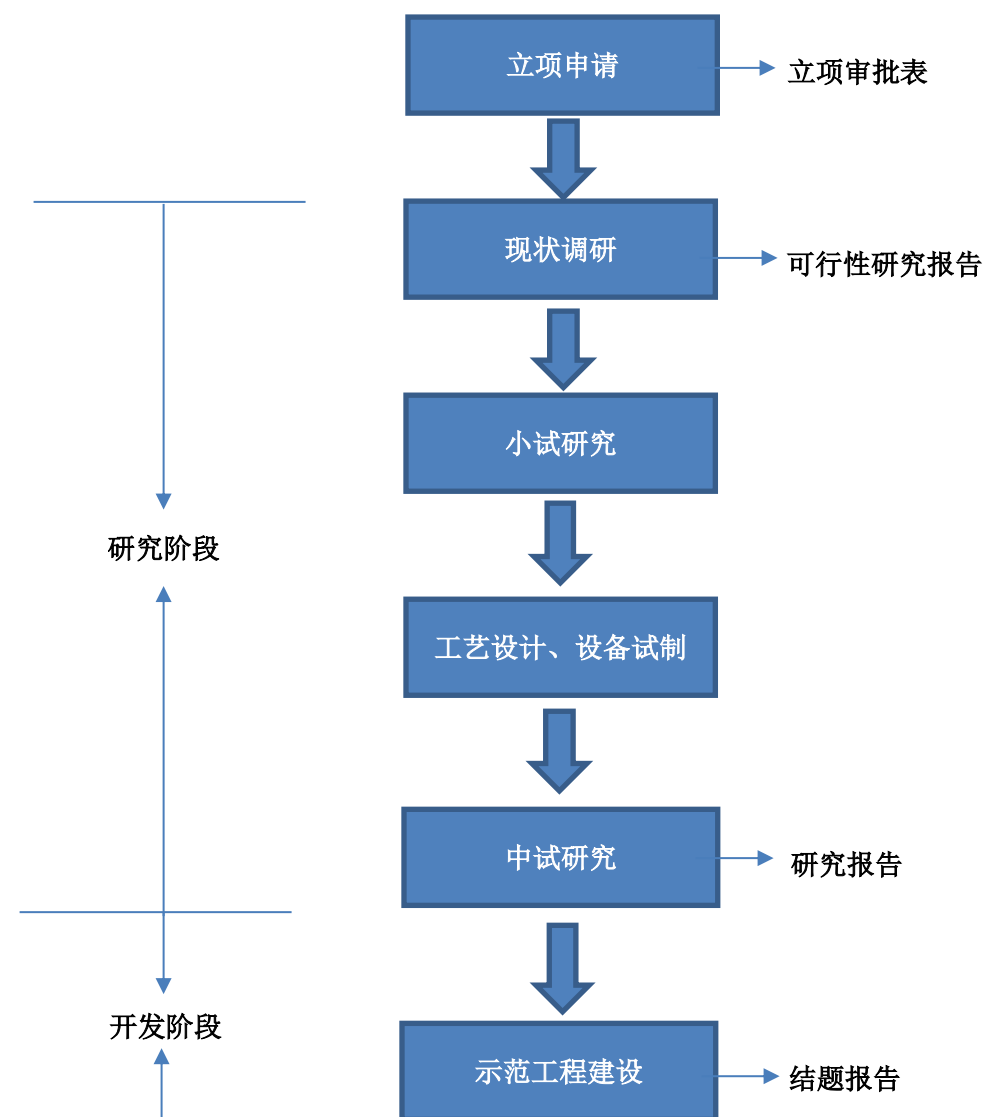 立项申请
立项审批表
现状调研
可行性研究报告
小试研究
研究阶段
工艺设计、设备试制
中试研究
研究报告
开发阶段
示范工程建设
结题报告